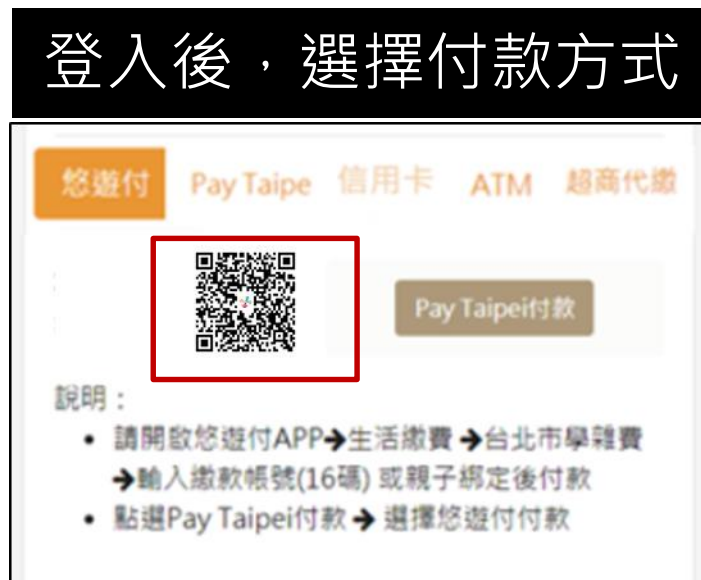 登入後，選擇付款方式
悠遊付 Pay Taipe 信用卡 ATM 超商代繳
Pay Taipei付款
說明：
• 請開啟悠遊付APP➔生活繳費 ➔台北市學雜費
➔輸入繳款帳號(16碼) 或親子綁定後付款
• 點選Pay Taipei付款 ➔ 選擇悠遊付付款